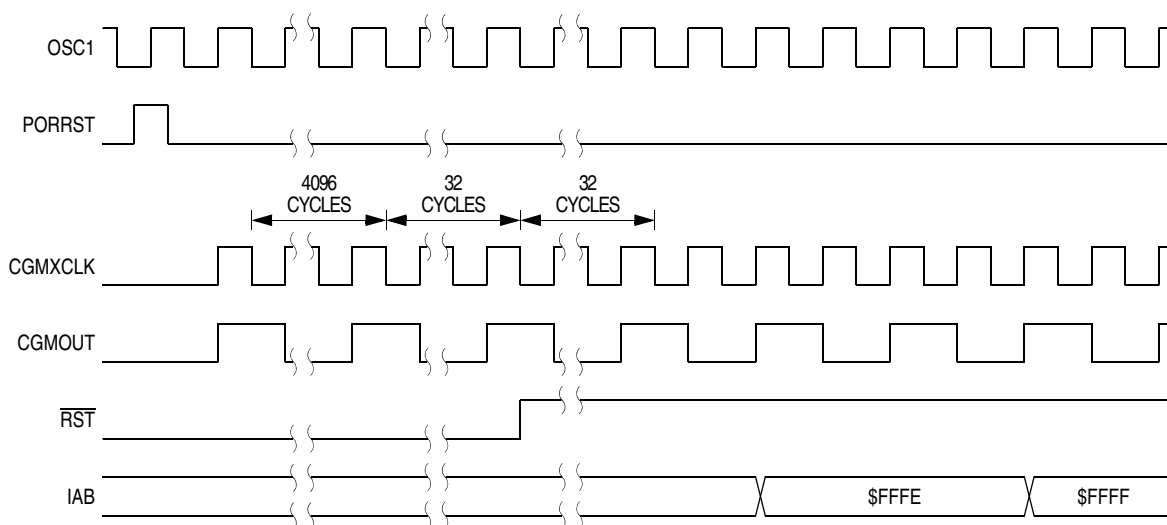 OSC1
PORRST
4096
CYCLES
32
CYCLES
32
CYCLES
CGMXCLK
CGMOUT
RST
IAB
$FFFE
$FFFF